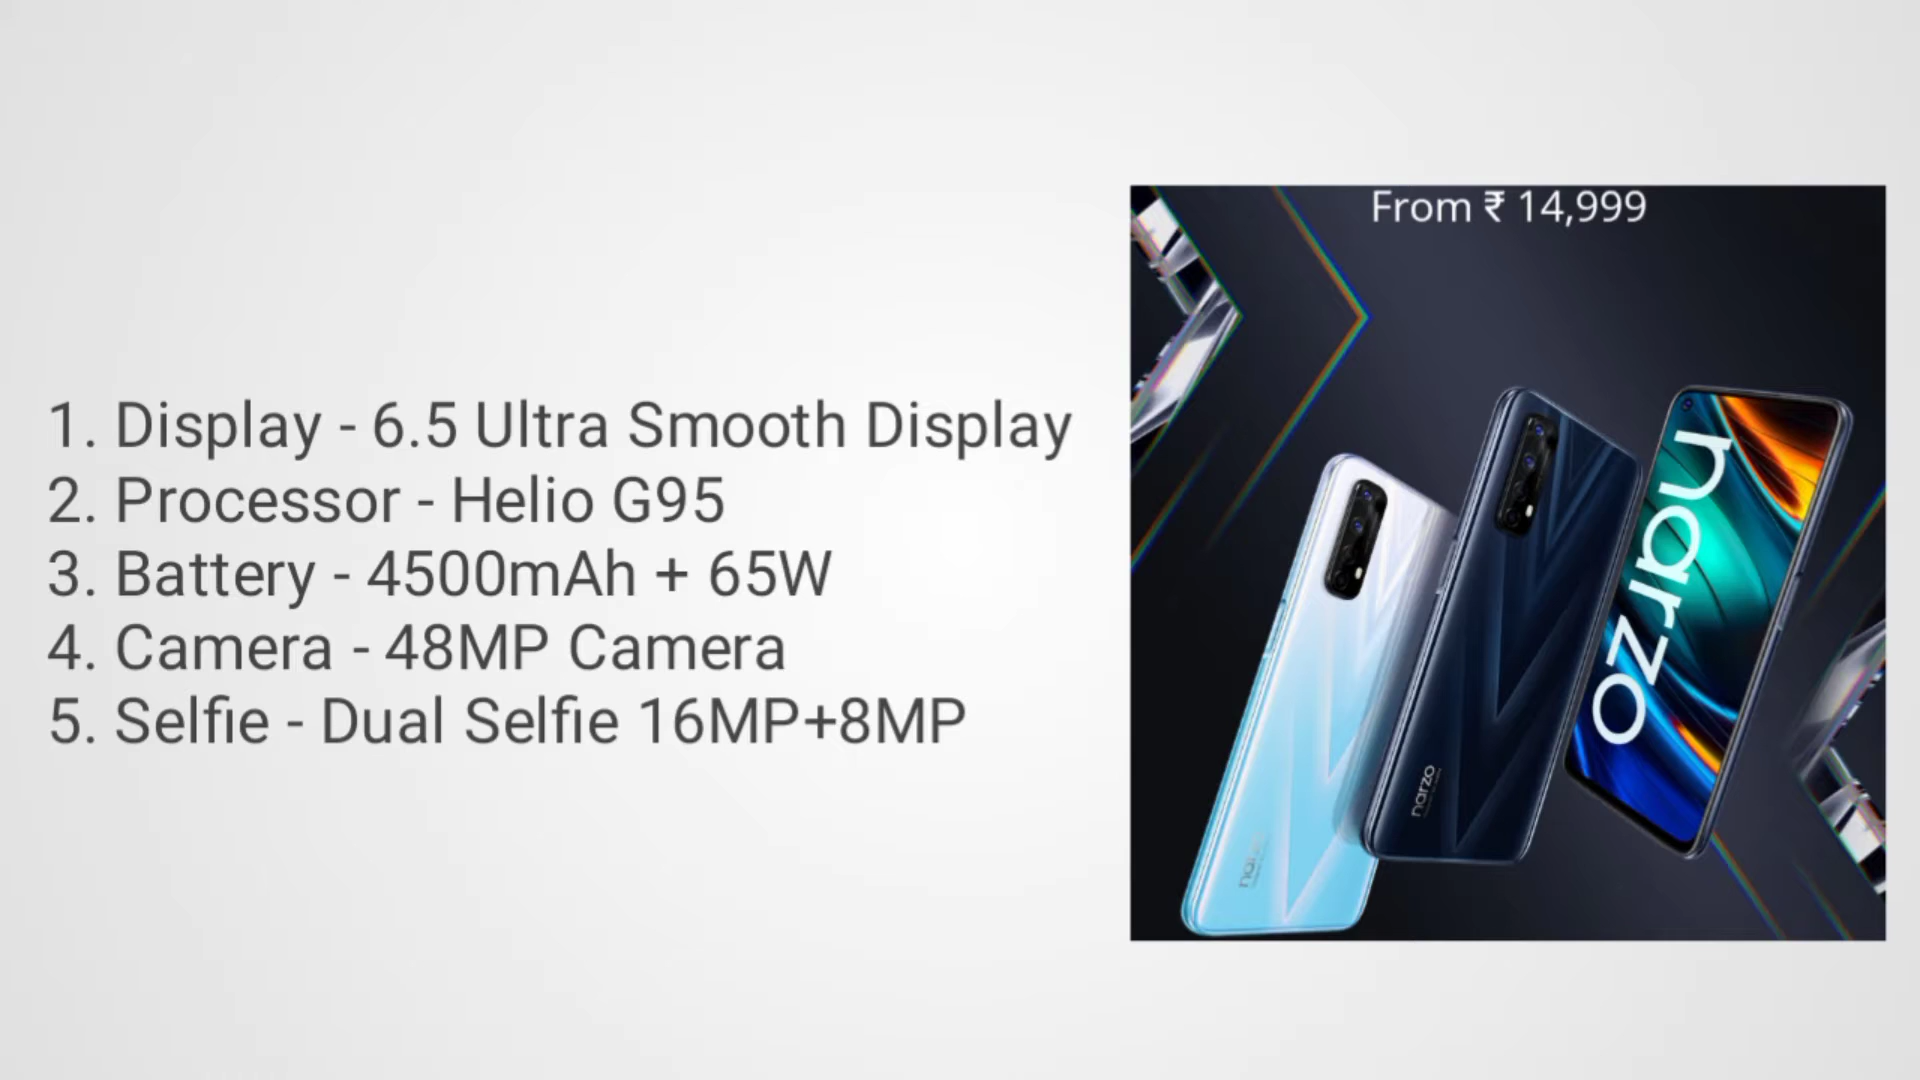 1. Display - 6.5 Ultra Smooth Display
2. Processor - Helio G95
3. Battery - 4500mAh + 65W
4. Camera - 48MP Camera
5. Selfie - Dual Selfie 16MP+8MP
From ₹ 14,999
narzo
narzo
narzo